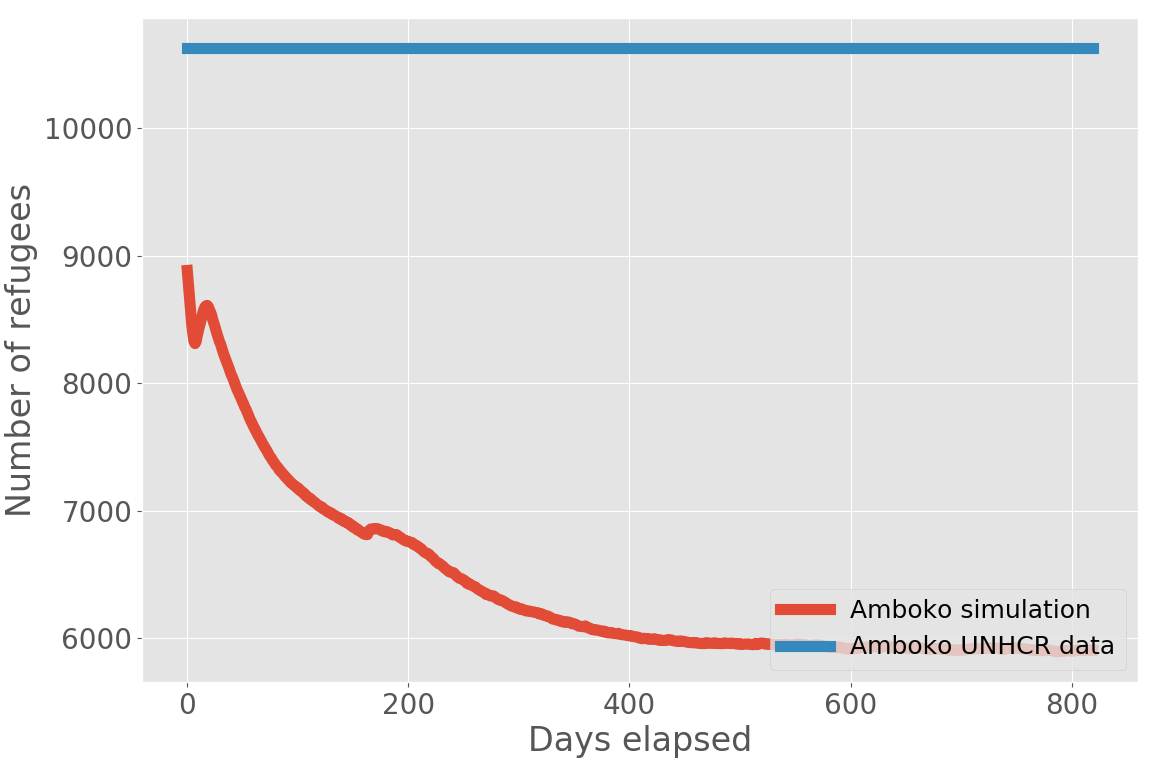 Number of refugees
10000
9000
8000
7000
6000
0 200 400 600 800
Days elapsed
Amboko simulation
Amboko UNHCR data